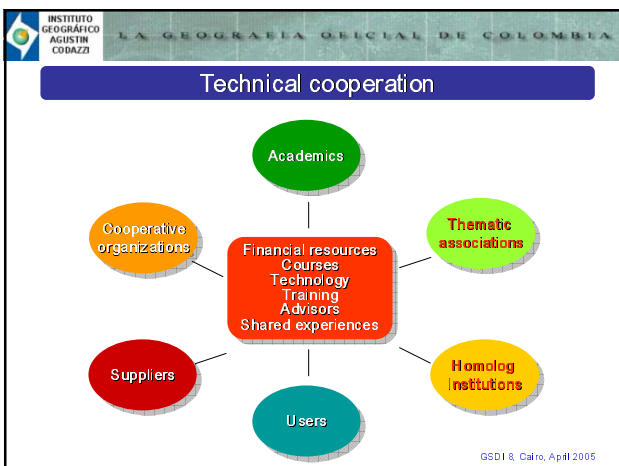 INSTITUTO
GEOGRÁFICO
AGUSTIN
CODAZZI
LA GEOGRAFIA OFICIAL DE COLOMBIA
Technical cooperation
Academics
Cooperative
organizations
Thematic
associations
Financial resources
Courses
Technology
Training
Advisors
Shared experiences
Suppliers
Homolog
Institutions
Users
GSDI 8, Cairo, April 2005